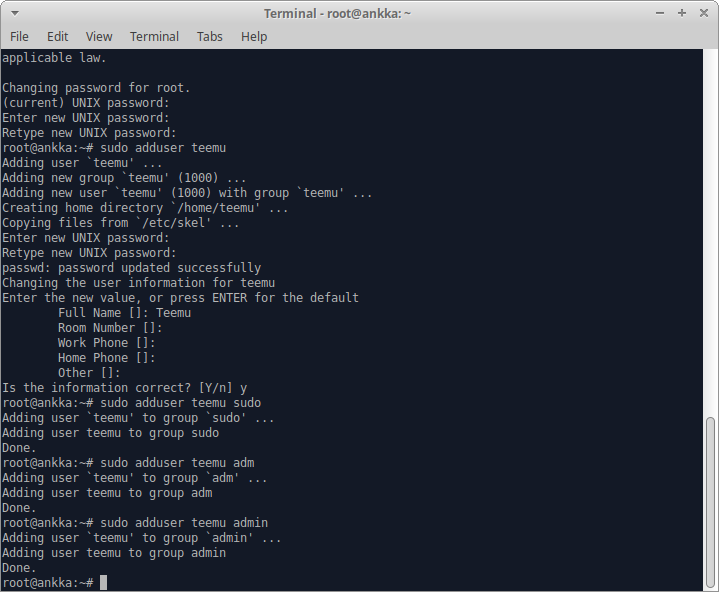 Terminal - root@ankka: ~
File Edit View Terminal Tabs Help
applicable law.
Changing password for root.
(current) UNIX password:
Enter new UNIX password:
Retype new UNIX password:
root@ankka:~# sudo adduser teemu
Adding user `teemu' ...
Adding new group `teemu' (1000) ...
Adding new user `teemu' (1000) with group `teemu' ...
Creating home directory `/home/teemu' ...
Copying files from `/etc/skel' ...
Enter new UNIX password:
Retype new UNIX password:
passwd: password updated successfully
Changing the user information for teemu
Enter the new value, or press ENTER for the default
Full Name []: Teemu
Room Number []:
Work Phone []:
Home Phone []:
Other []:
Is the information correct? [Y/n] y
root@ankka:~# sudo adduser teemu sudo
Adding user `teemu' to group `sudo' ...
Adding user teemu to group sudo
Done.
root@ankka:~# sudo adduser teemu adm
Adding user `teemu' to group `adm' ...
Adding user teemu to group adm
Done.
root@ankka:~# sudo adduser teemu admin
Adding user `teemu' to group `admin' ...
Adding user teemu to group admin
Done.
root@ankka:~#